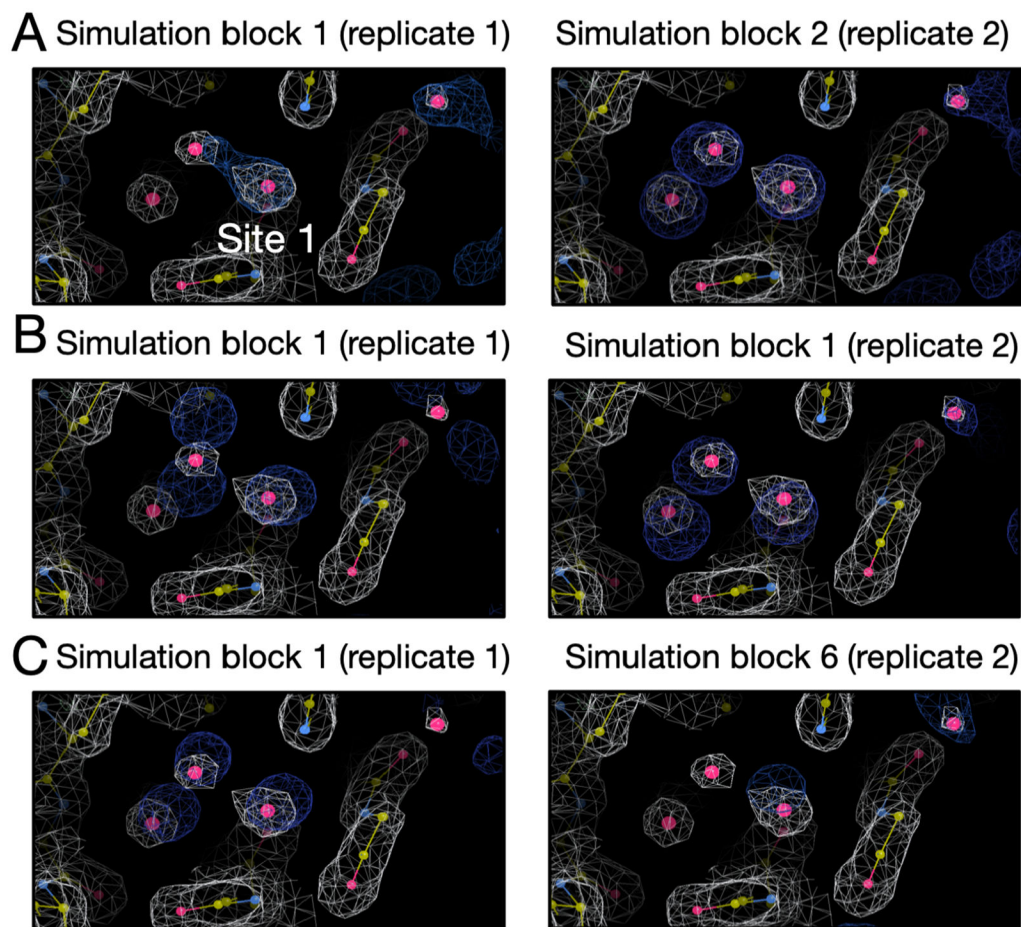 A Simulation block 1 (replicate 1) Simulation block 2 (replicate 2)
Site 1
B Simulation block 1 (replicate 1) Simulation block 1 (replicate 2)
C Simulation block 1 (replicate 1) Simulation block 6 (replicate 2)